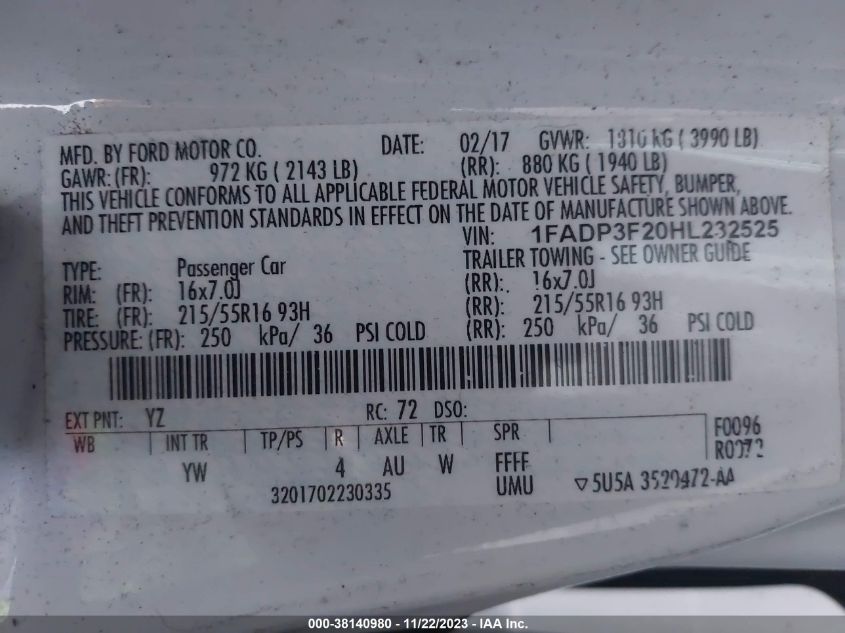 MFD. BY FORD MOTOR CO. DATE: 02/17 GVWR: 1810 KG ( 3990 LB)
GAWR: (FR): 972 KG ( 2143 LB) (RR): 880 KG ( 1940 LB)
THIS VEHICLE CONFORMS TO ALL APPLICABLE FEDERAL MOTOR VEHICLE SAFETY, BUMPER,
AND THEFT PREVENTION STANDARDS IN EFFECT ON THE DATE OF MANUFACTURE SHOWN ABOVE.
VIN: 1FADP3F20HL232525
TYPE: Passenger Car TRAILER TOWING - SEE OWNER GUIDE
RIM: (FR): 16x7.0J (RR): 16x7.0J
TIRE: (FR): 215/55R16 93H (RR): 215/55R16 93H
PRESSURE: (FR): 250 kPa/ 36 PSI COLD (RR): 250 kPa/ 36 PSI COLD
EXT PNT: YZ RC: 72 DSO:
WB INT TR TP/PS R AXLE TR SPR F0096
R0072
YW 4 AU W FFFF
3201702230335 UMU ▽5U5A 3520472-AA
000-38140980 - 11/22/2023 - IAA Inc.